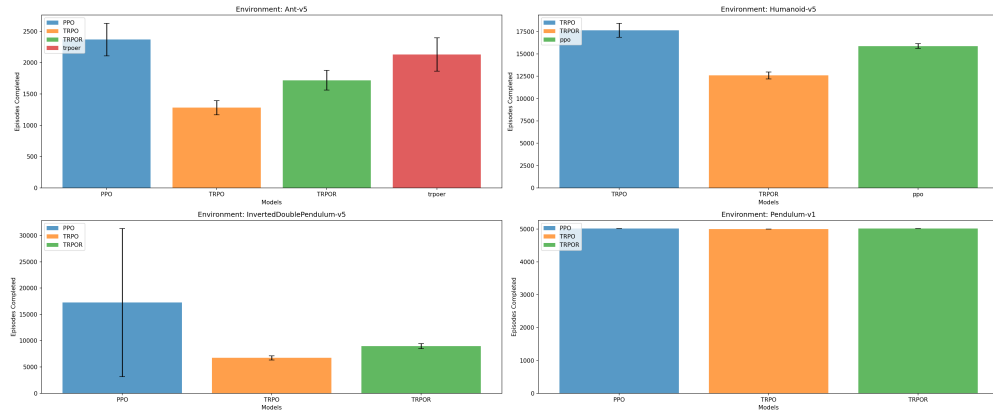 Environment: Ant-v5
PPO
TRPO
TRPOR
trpoer
Episodes Completed
2500
2000
1500
1000
500
0
PPO
TRPO
TRPOR
trpoer
Models
Environment: Humanoid-v5
TRPO
TRPOR
ppo
Episodes Completed
17500
15000
12500
10000
7500
5000
2500
0
TRPO
TRPOR
ppo
Models
Environment: InvertedDoublePendulum-v5
PPO
TRPO
TRPOR
Episodes Completed
30000
25000
20000
15000
10000
5000
0
PPO
TRPO
TRPOR
Models
Environment: Pendulum-v1
PPO
TRPO
TRPOR
Episodes Completed
5000
4000
3000
2000
1000
0
PPO
TRPO
TRPOR
Models